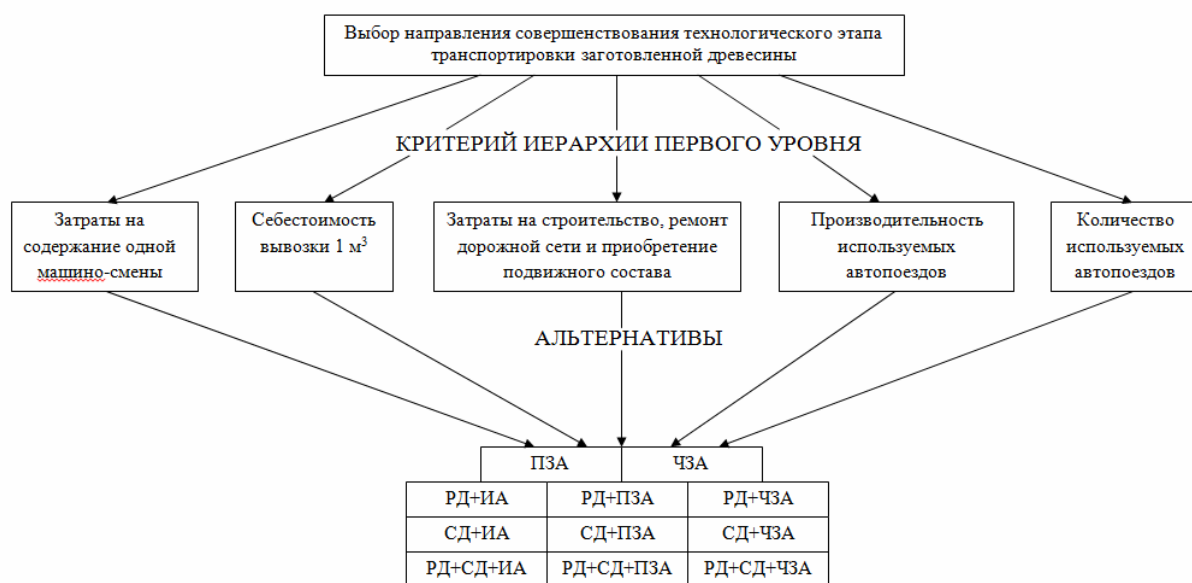 Выбор направления совершенствования технологического этапа
транспортировки заготовленной древесины
КРИТЕРИЙ ИЕРАРХИИ ПЕРВОГО УРОВНЯ
Затраты на
содержание одной
машино-смены
Себестоимость
вывозки 1 м³
Затраты на строительство, ремонт
дорожной сети и приобретение
подвижного состава
Производительность
используемых
автопоездов
Количество
используемых
автопоездов
АЛЬТЕРНАТИВЫ
ПЗА ЧЗА
РД+ИА РД+ПЗА РД+ЧЗА
СД+ИА СД+ПЗА СД+ЧЗА
РД+СД+ИА РД+СД+ПЗА РД+СД+ЧЗА